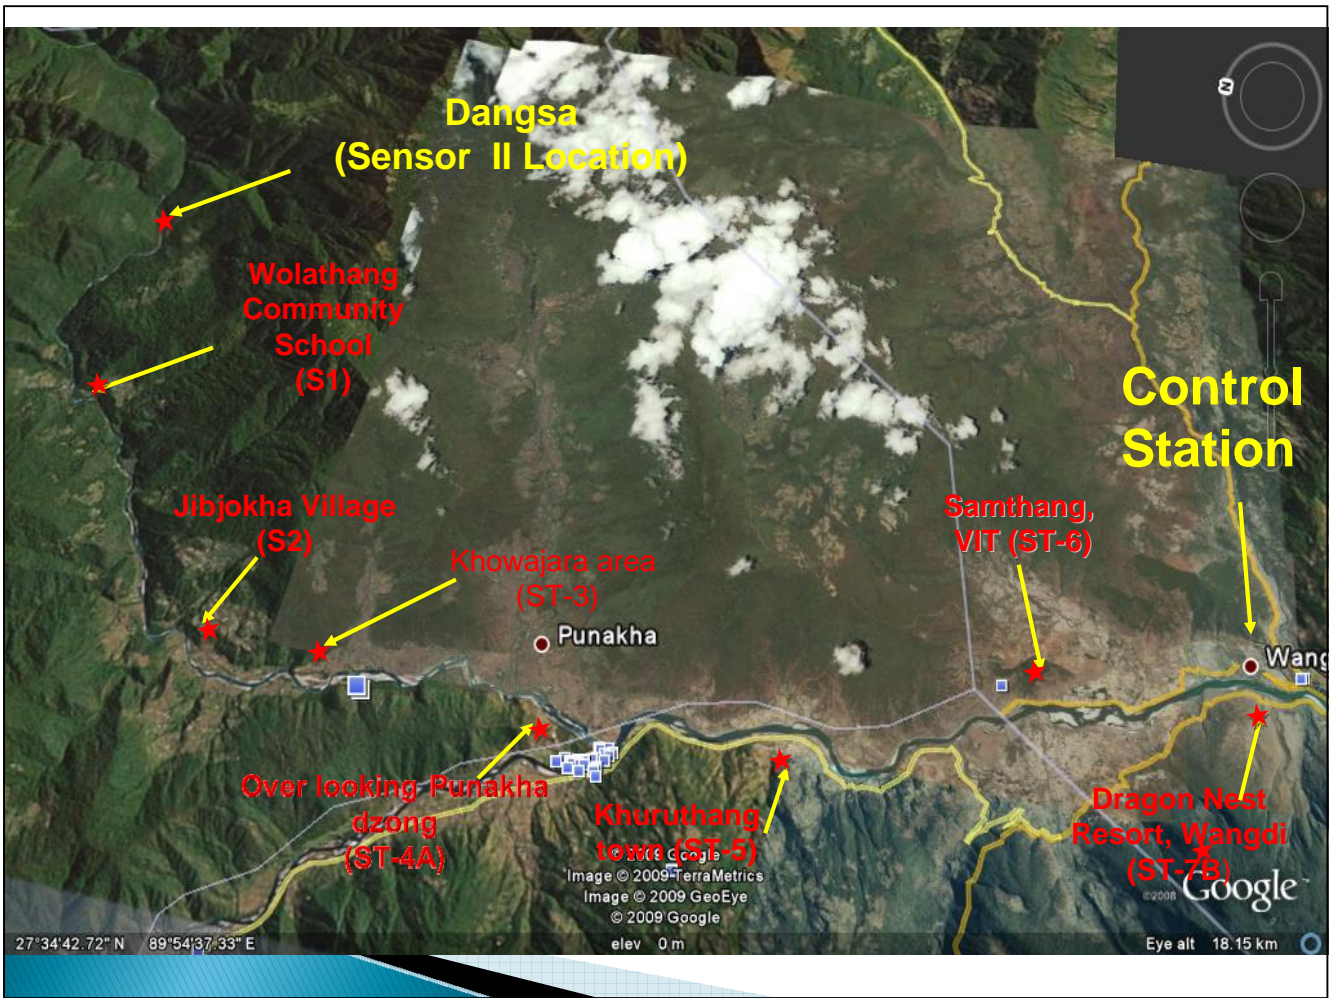 Dangsa
(Sensor II Location)
Wolathang
Community
School
(S1)
Control
Station
Jibjokha Village
(S2)
Samthang,
VIT (ST-6)
Khowajara area
(ST-3)
Punakha
Wang
Over looking Punakha
dzong
(ST-4A)
Khuruthang
town (ST-5)
Dragon Nest
Resort, Wangdi
(ST-7B)
© 2009 Google
Image © 2009 TerraMetrics
Image © 2009 GeoEye
© 2009 Google
©2008 Google™
27°34'42.72" N 89°54'37.33" E
elev 0 m
Eye alt 18.15 km
N